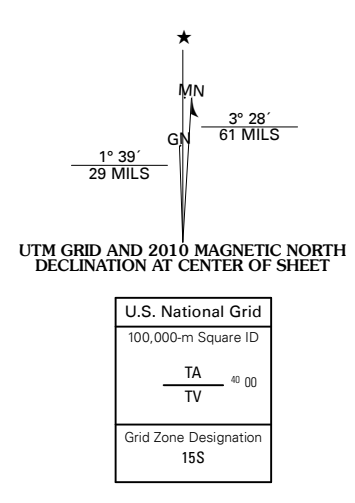 ★
MN
3° 28´
61 MILS
GN
1° 39´
29 MILS
UTM GRID AND 2010 MAGNETIC NORTH
DECLINATION AT CENTER OF SHEET
U.S. National Grid
100,000-m Square ID
TA
40 00
TV
Grid Zone Designation
15S